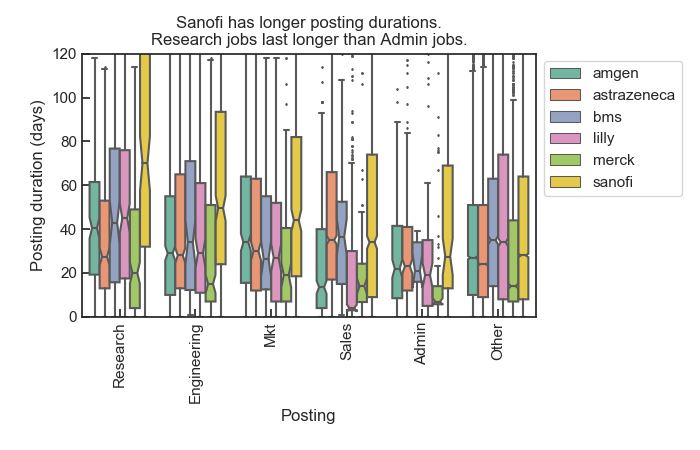 Sanofi has longer posting durations.
Research jobs last longer than Admin jobs.
Posting duration (days)
120
100
80
60
40
20
0
Research
Engineering
Mkt
Sales
Admin
Other
Posting
amgen
astrazeneca
bms
lilly
merck
sanofi